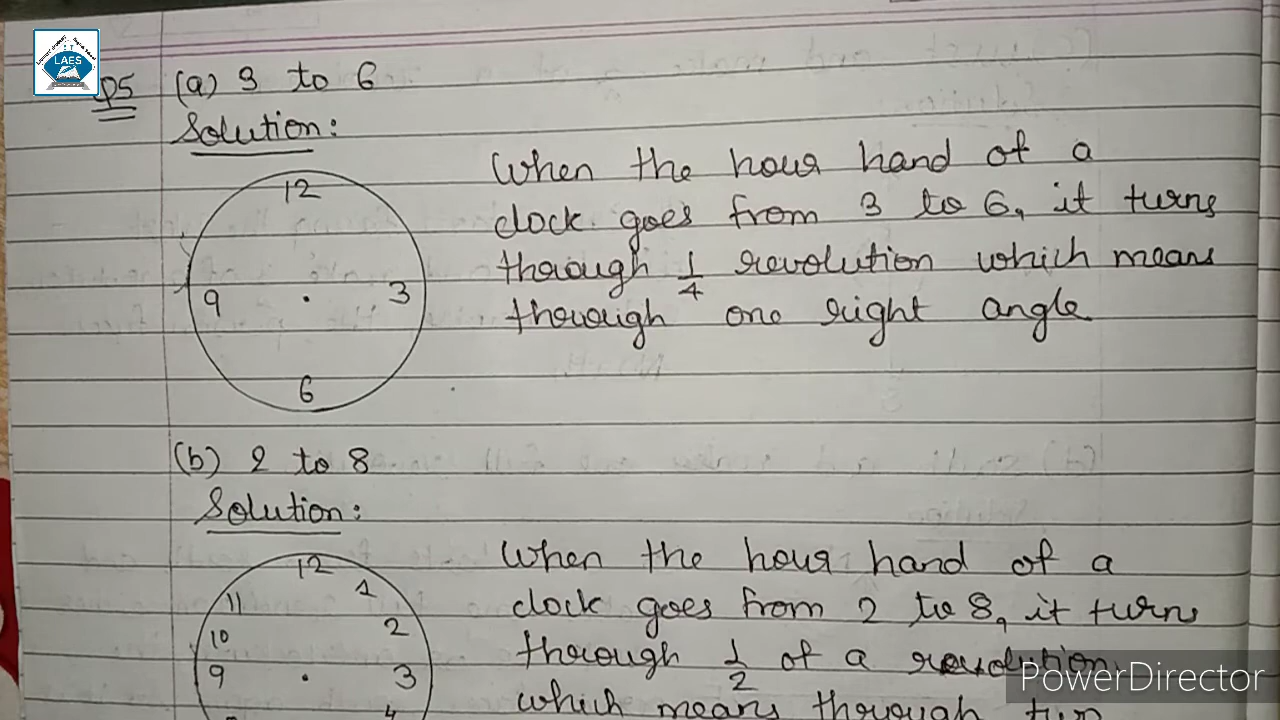 LAES
Q5 (a) 3 to 6
Solution:
12
9 3
6
When the hour hand of a
clock goes from 3 to 6, it turns
through 1/4 revolution which means
through one right angle
(b) 2 to 8
Solution:
12
11 1
10 2
9 3
4
When the hour hand of a
clock goes from 2 to 8, it turns
through 1/2 of a revolution
which means through
PowerDirector